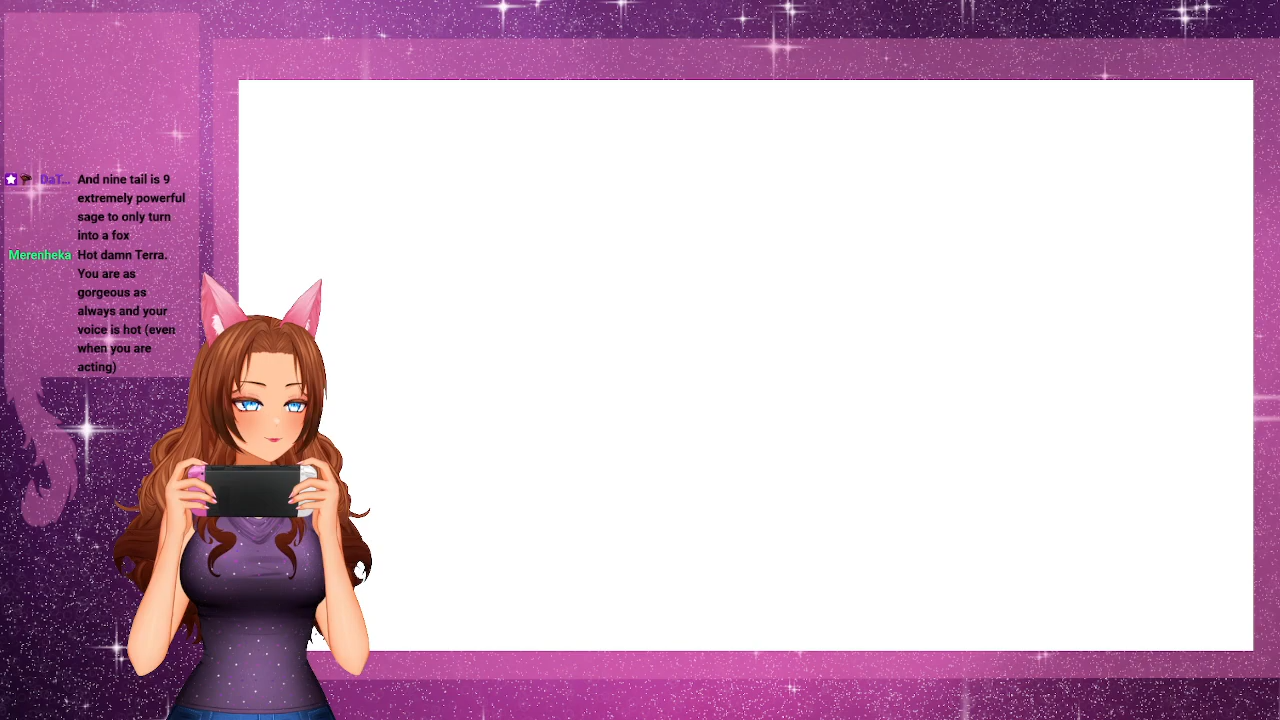 DaT... And nine tail is 9
extremely powerful
sage to only turn
into a fox
Merenheka Hot damn Terra.
You are as
gorgeous as
always and your
voice is hot (even
when you are
acting)